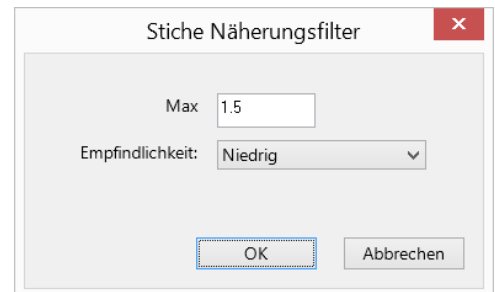 Stiche Näherungsfilter
Max 1.5
Empfindlichkeit: Niedrig
OK Abbrechen